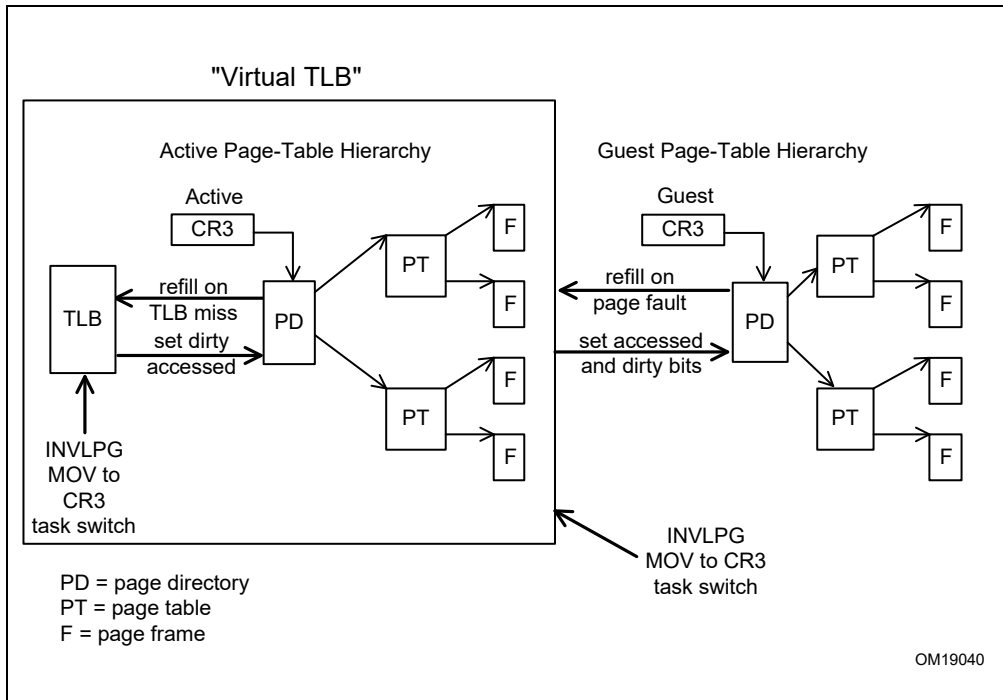 "Virtual TLB"
Active Page-Table Hierarchy
Guest Page-Table Hierarchy
Active
CR3
F
PT
F
TLB
refill on
TLB miss
set dirty
accessed
PD
F
PT
F
INVLPG
MOV to
CR3
task switch
Guest
CR3
F
PT
F
refill on
page fault
set accessed
and dirty bits
PD
F
PT
F
INVLPG
MOV to CR3
task switch
PD = page directory
PT = page table
F = page frame
OM19040